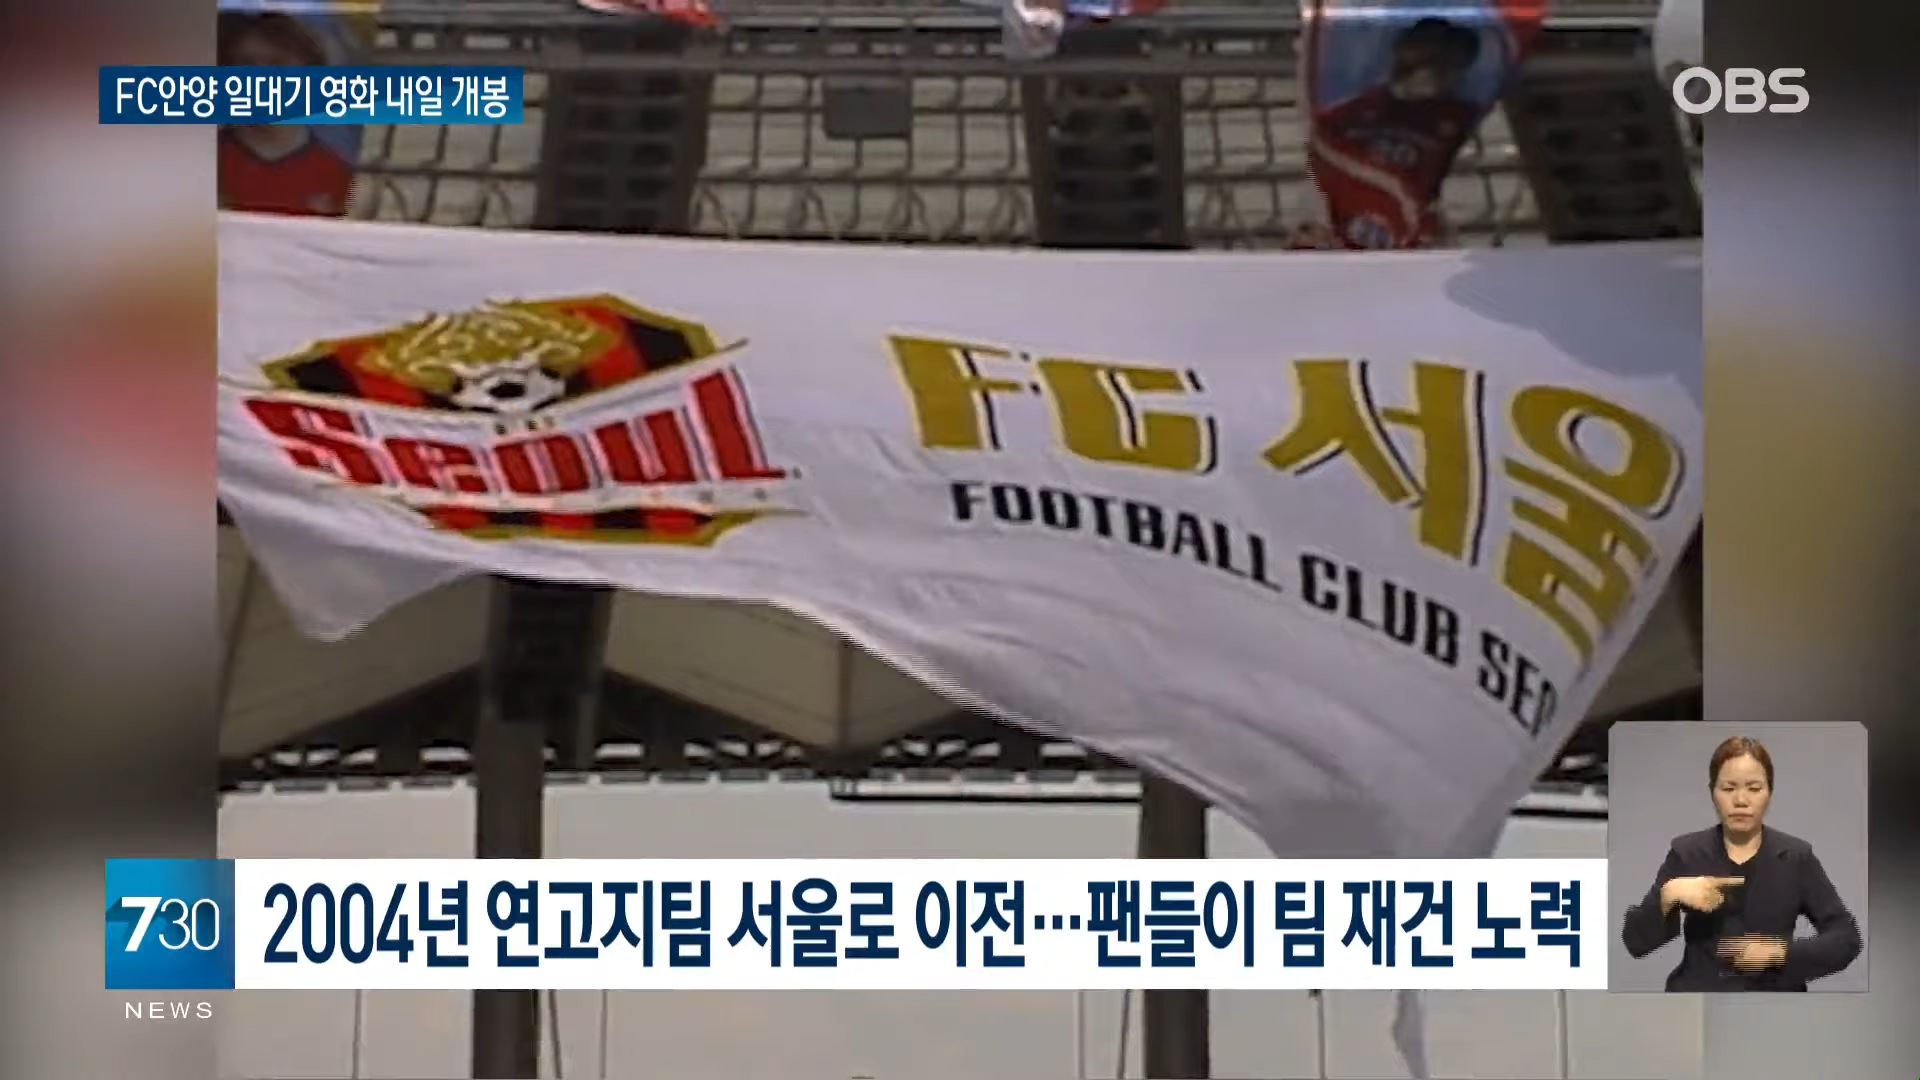 FC안양 일대기 영화 내일 개봉
OBS
Seoul
FC 서울
FOOTBALL CLUB
730
2004년 연고지팀 서울로 이전…팬들이 팀 재건 노력
NEWS